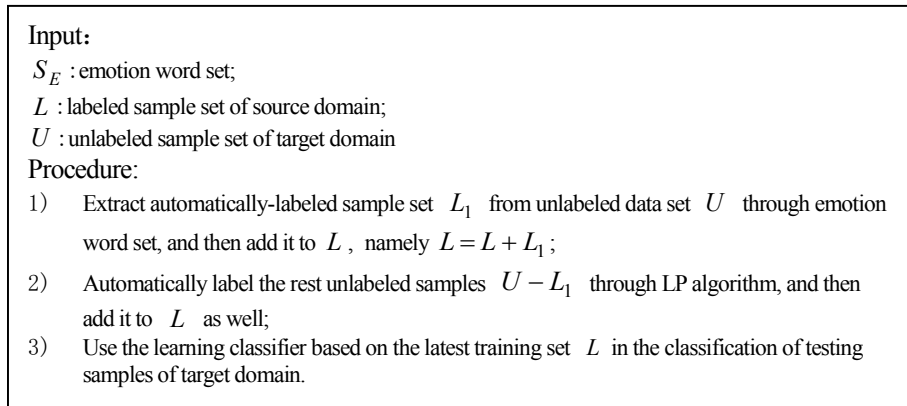 Input：
S_E : emotion word set;
L : labeled sample set of source domain;
U : unlabeled sample set of target domain
Procedure:
1) Extract automatically-labeled sample set L_1 from unlabeled data set U through emotion
word set, and then add it to L , namely L = L + L_1 ;
2) Automatically label the rest unlabeled samples U − L_1 through LP algorithm, and then
add it to L as well;
3) Use the learning classifier based on the latest training set L in the classification of testing
samples of target domain.